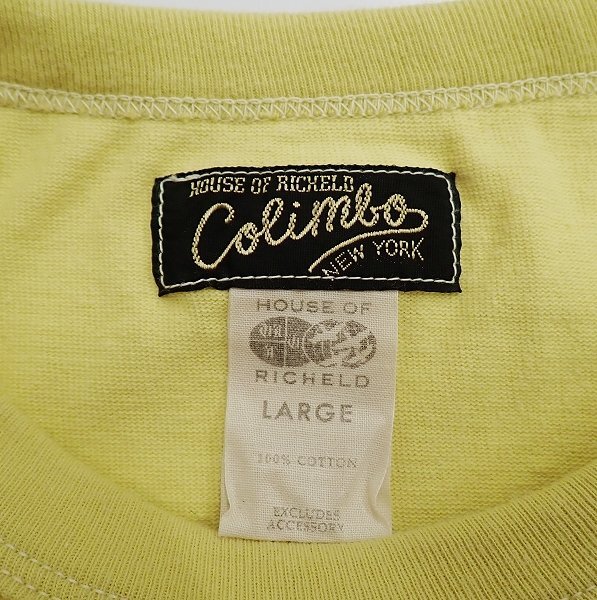 HOUSE OF RICHELD
Colimbo
NEW YORK
HOUSE OF
RICHELD
LARGE
100% COTTON
EXCLUDES
ACCESSORY